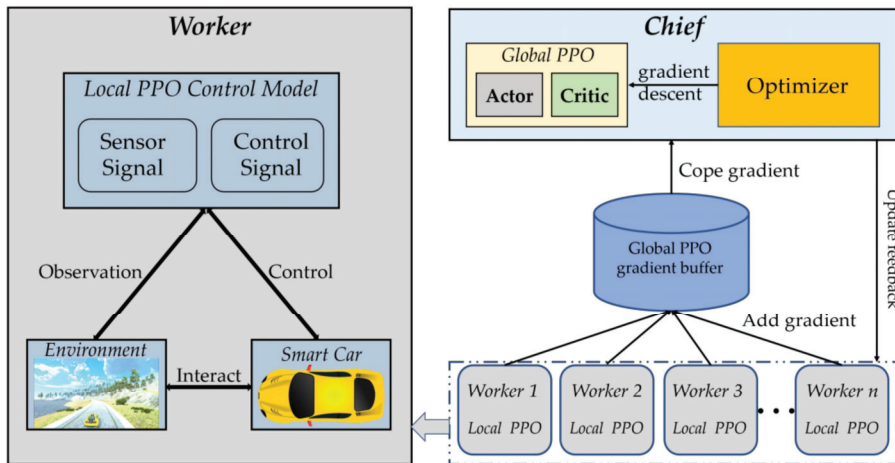 Worker
Local PPO Control Model
Sensor
Signal
Control
Signal
Observation
Control
Environment
Interact
Smart Car
Chief
Global PPO
Actor
Critic
gradient
descent
Optimizer
Cope gradient
Update feedback
Global PPO
gradient buffer
Add gradient
Worker 1
Local PPO
Worker 2
Local PPO
Worker 3
Local PPO
Worker n
Local PPO